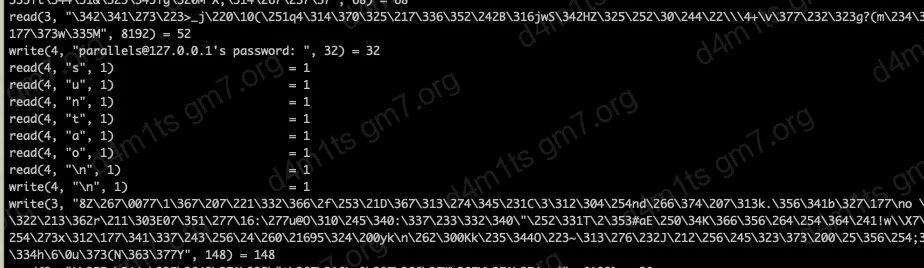 read(3, "\342\341\273\223>_j\220\10(\251q4\314\370\325\217\336\352\242B\316jwS\342HZ\325\252\30\244\22\\\4+\v\377\232\323g?(m\234\3
177\373w\335M", 8192) = 52
write(4, "parallels@127.0.0.1's password: ", 32) = 32
read(4, "s", 1) = 1
read(4, "u", 1) = 1
read(4, "n", 1) = 1
read(4, "t", 1) = 1
read(4, "a", 1) = 1
read(4, "o", 1) = 1
read(4, "\n", 1) = 1
write(4, "\n", 1) = 1
write(3, "8Z\267\0077\1\367\207\221\332\366\2f\253\21D\367\313\274\345\231C\3\312\304\254nd\266\374\207\313k.\356\341b\327\177\no \
\322\213\362r\211\303E07\351\277\16:\277u@O\310\245\340:\337\233\332\340\"\252\331T\2\353#dE\250\34K\366\356\264\254\364\241!w\\X7
254\273x\312\177\341\337\243\256\24\260\21695\324\200yk\n\262\300Kk\235\344O\223~\313\276\232J\212\256\245\323\373\200\25\356\254;
\334h\6\0u\373(N\363\377Y", 148) = 148
d4m1ts gm7.org
d4m1ts gm7.org
d4m1ts gm7.org